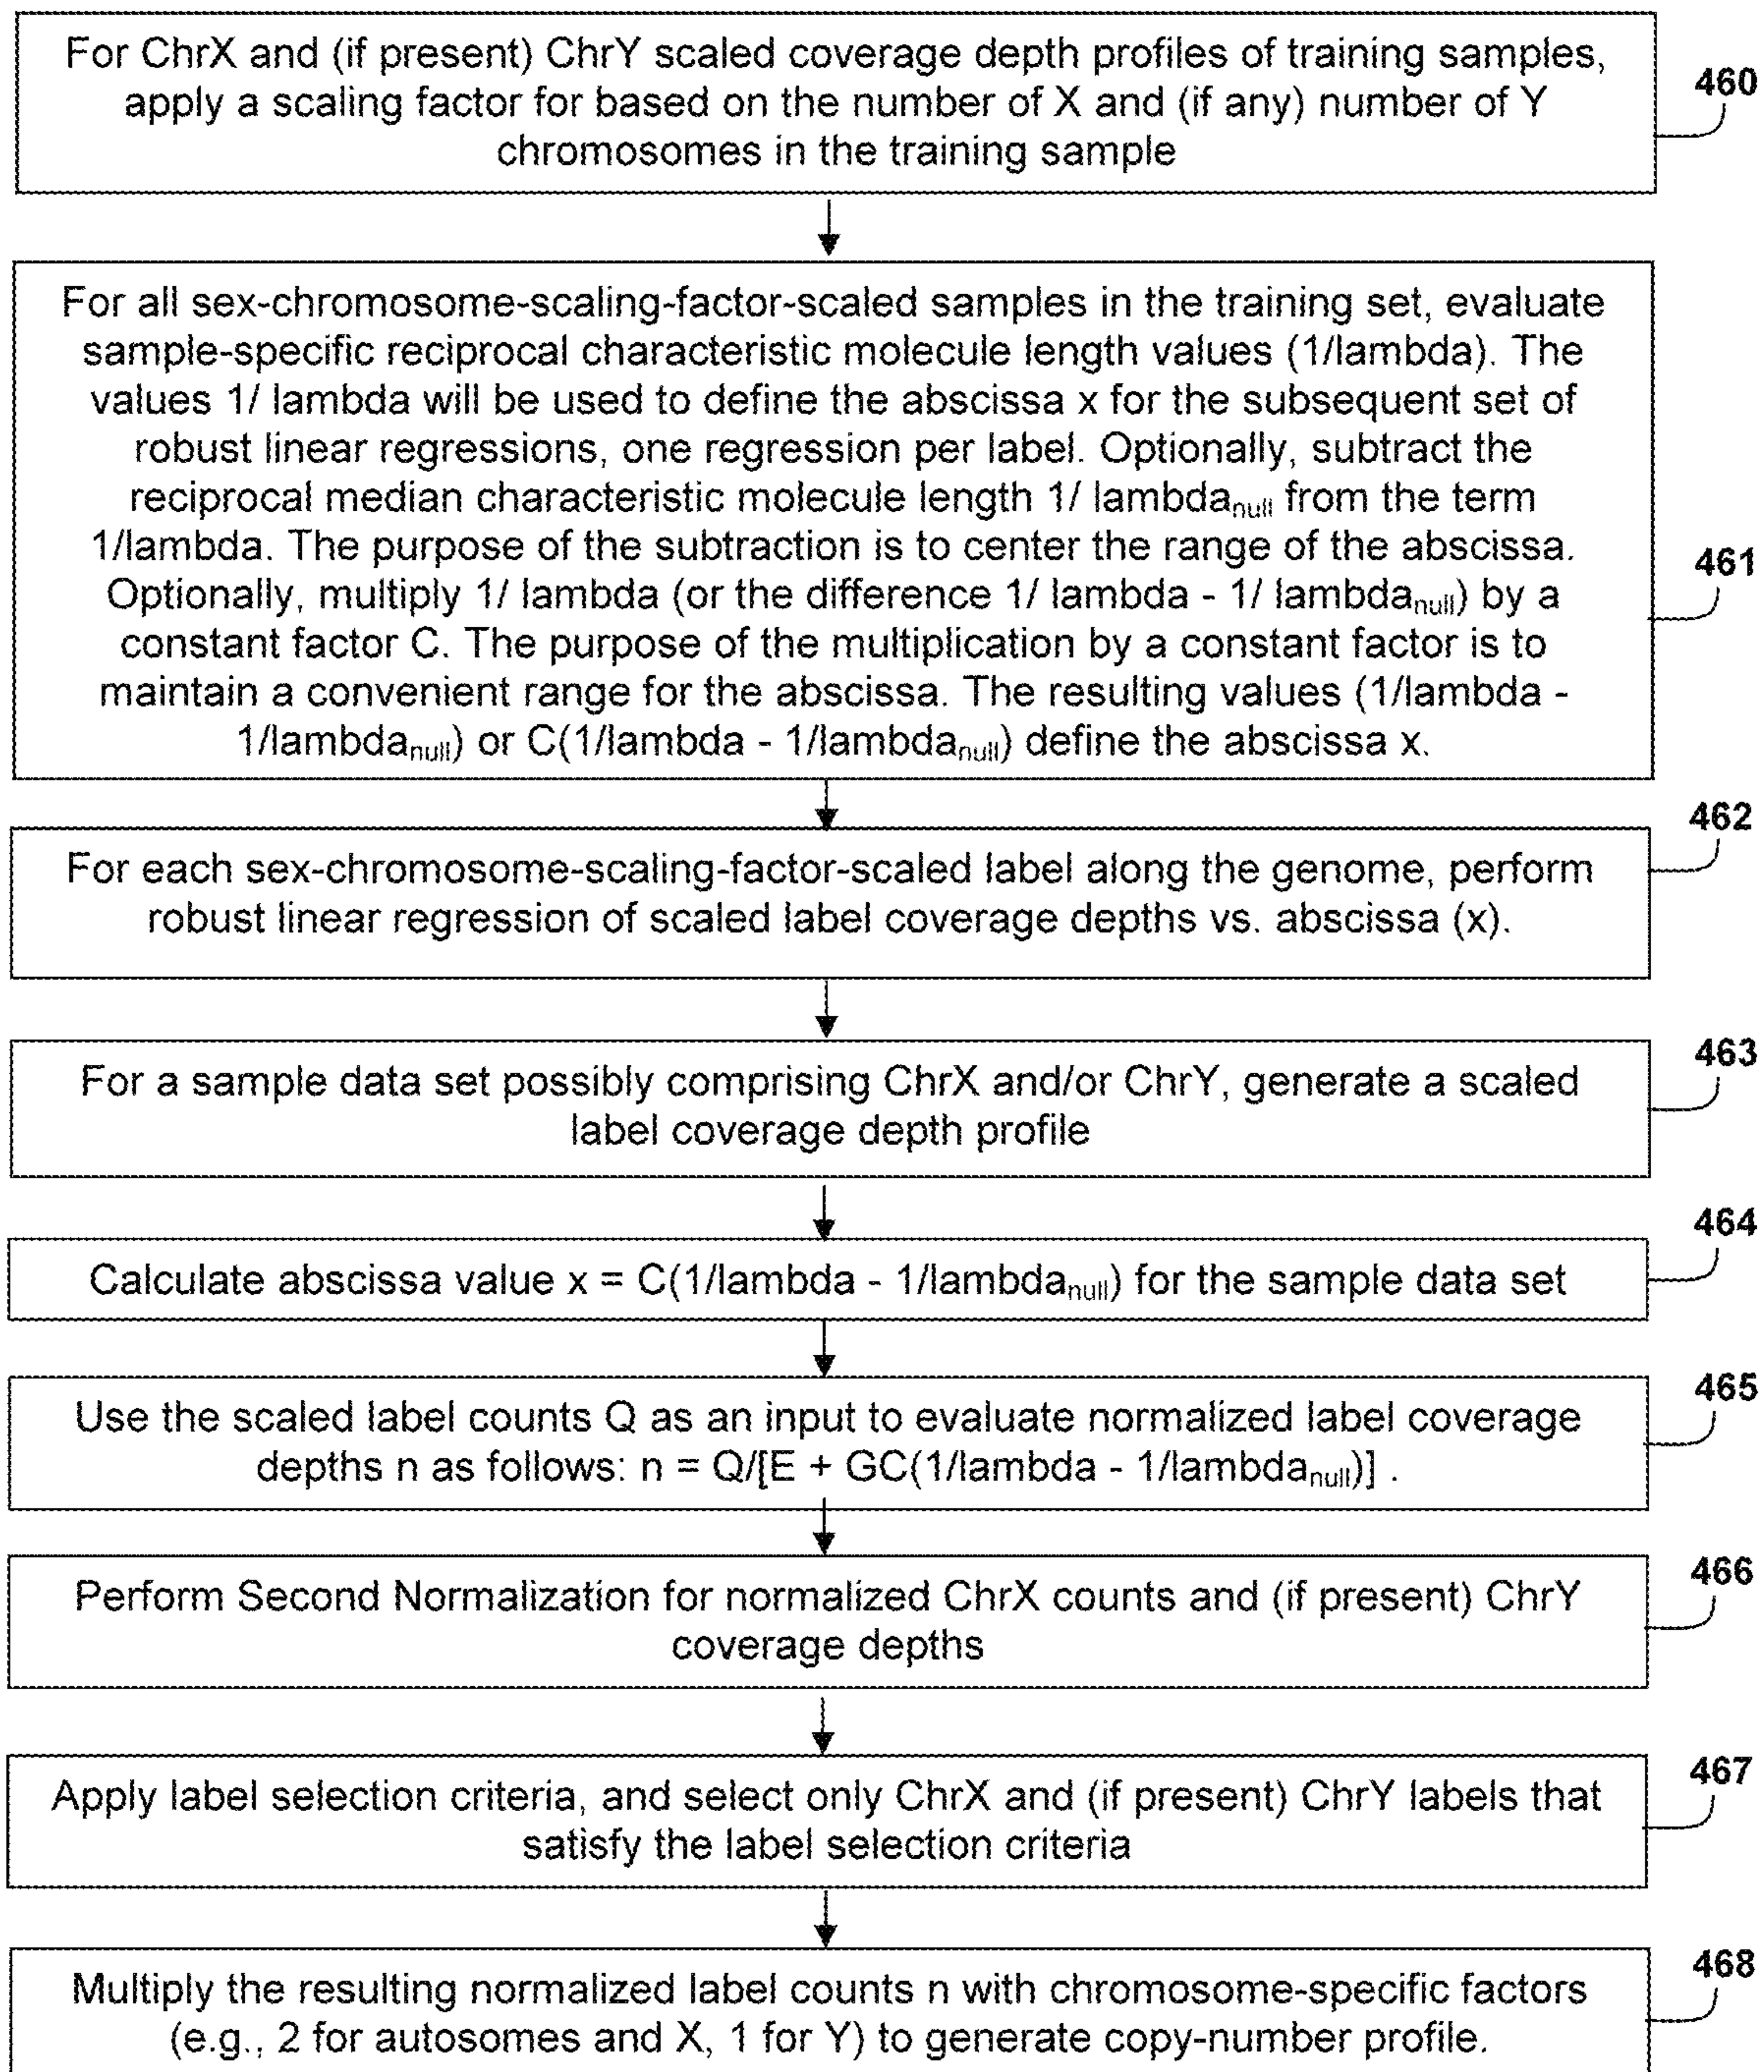 For ChrX and (if present) ChrY scaled coverage depth profiles of training samples,
apply a scaling factor for based on the number of X and (if any) number of Y
chromosomes in the training sample
460
For all sex-chromosome-scaling-factor-scaled samples in the training set, evaluate
sample-specific reciprocal characteristic molecule length values (1/lambda). The
values 1/ lambda will be used to define the abscissa x for the subsequent set of
robust linear regressions, one regression per label. Optionally, subtract the
reciprocal median characteristic molecule length 1/ lambdanull from the term
1/lambda. The purpose of the subtraction is to center the range of the abscissa.
Optionally, multiply 1/ lambda (or the difference 1/ lambda - 1/ lambdanull) by a
constant factor C. The purpose of the multiplication by a constant factor is to
maintain a convenient range for the abscissa. The resulting values (1/lambda -
1/lambdanull) or C(1/lambda - 1/lambdanull) define the abscissa x.
461
For each sex-chromosome-scaling-factor-scaled label along the genome, perform
robust linear regression of scaled label coverage depths vs. abscissa (x).
462
For a sample data set possibly comprising ChrX and/or ChrY, generate a scaled
label coverage depth profile
463
Calculate abscissa value x = C(1/lambda - 1/lambdanull) for the sample data set
464
Use the scaled label counts Q as an input to evaluate normalized label coverage
depths n as follows: n = Q/[E + GC(1/lambda - 1/lambdanull)] .
465
Perform Second Normalization for normalized ChrX counts and (if present) ChrY
coverage depths
466
Apply label selection criteria, and select only ChrX and (if present) ChrY labels that
satisfy the label selection criteria
467
Multiply the resulting normalized label counts n with chromosome-specific factors
(e.g., 2 for autosomes and X, 1 for Y) to generate copy-number profile.
468